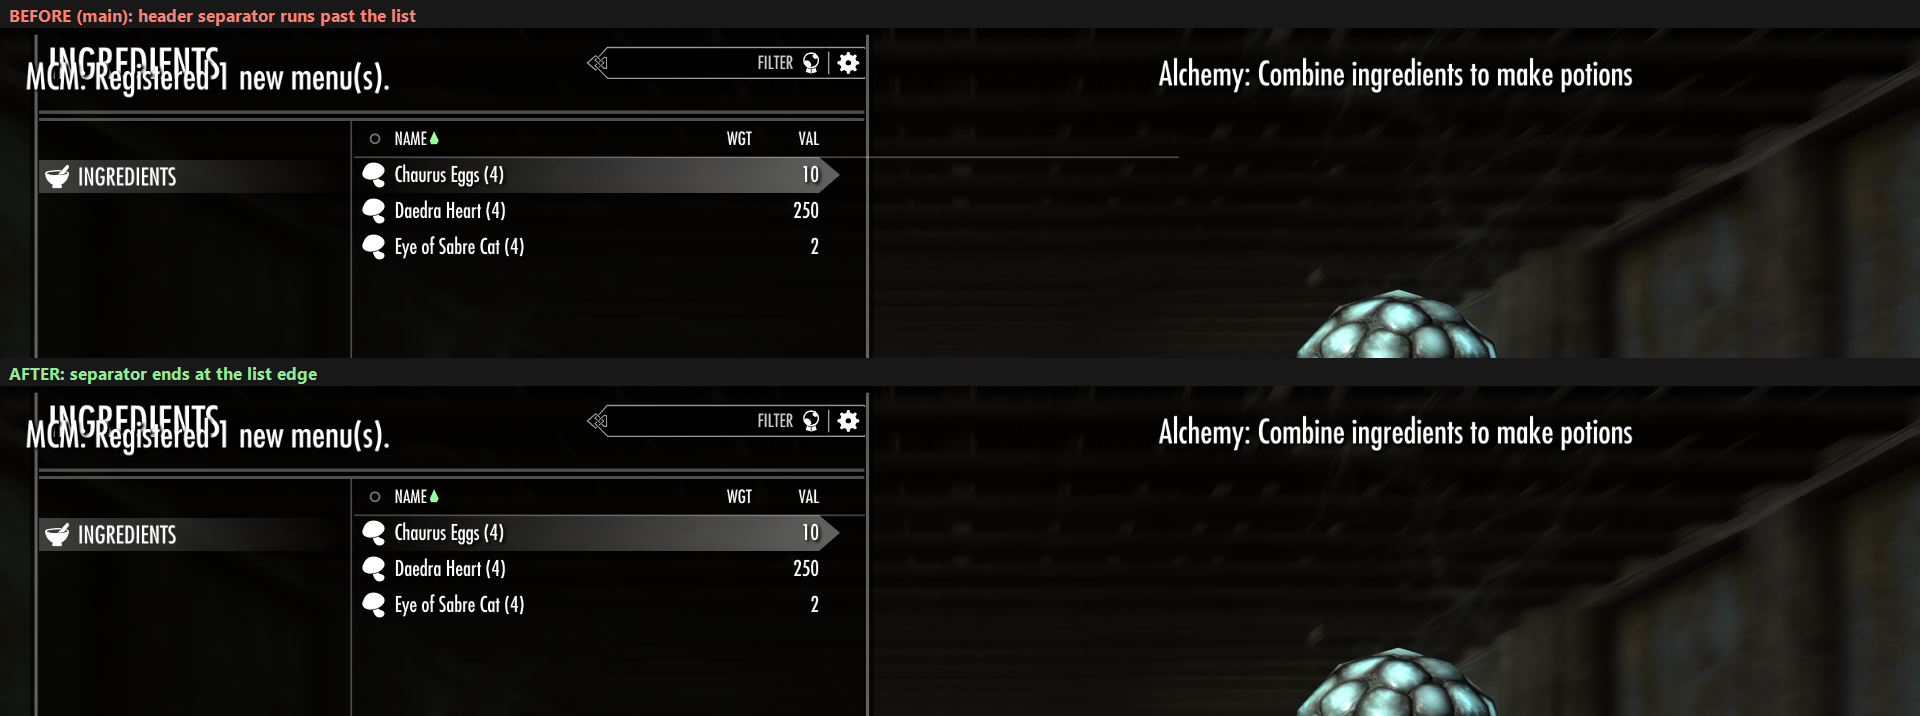 BEFORE (main): header separator runs past the list
INGREDIENTS
MCM: Registered 1 new menu(s).
FILTER
Alchemy: Combine ingredients to make potions
NAME WGT VAL
INGREDIENTS
Chaurus Eggs (4) 10
Daedra Heart (4) 250
Eye of Sabre Cat (4) 2
AFTER: separator ends at the list edge
INGREDIENTS
MCM: Registered 1 new menu(s).
FILTER
Alchemy: Combine ingredients to make potions
NAME WGT VAL
INGREDIENTS
Chaurus Eggs (4) 10
Daedra Heart (4) 250
Eye of Sabre Cat (4) 2